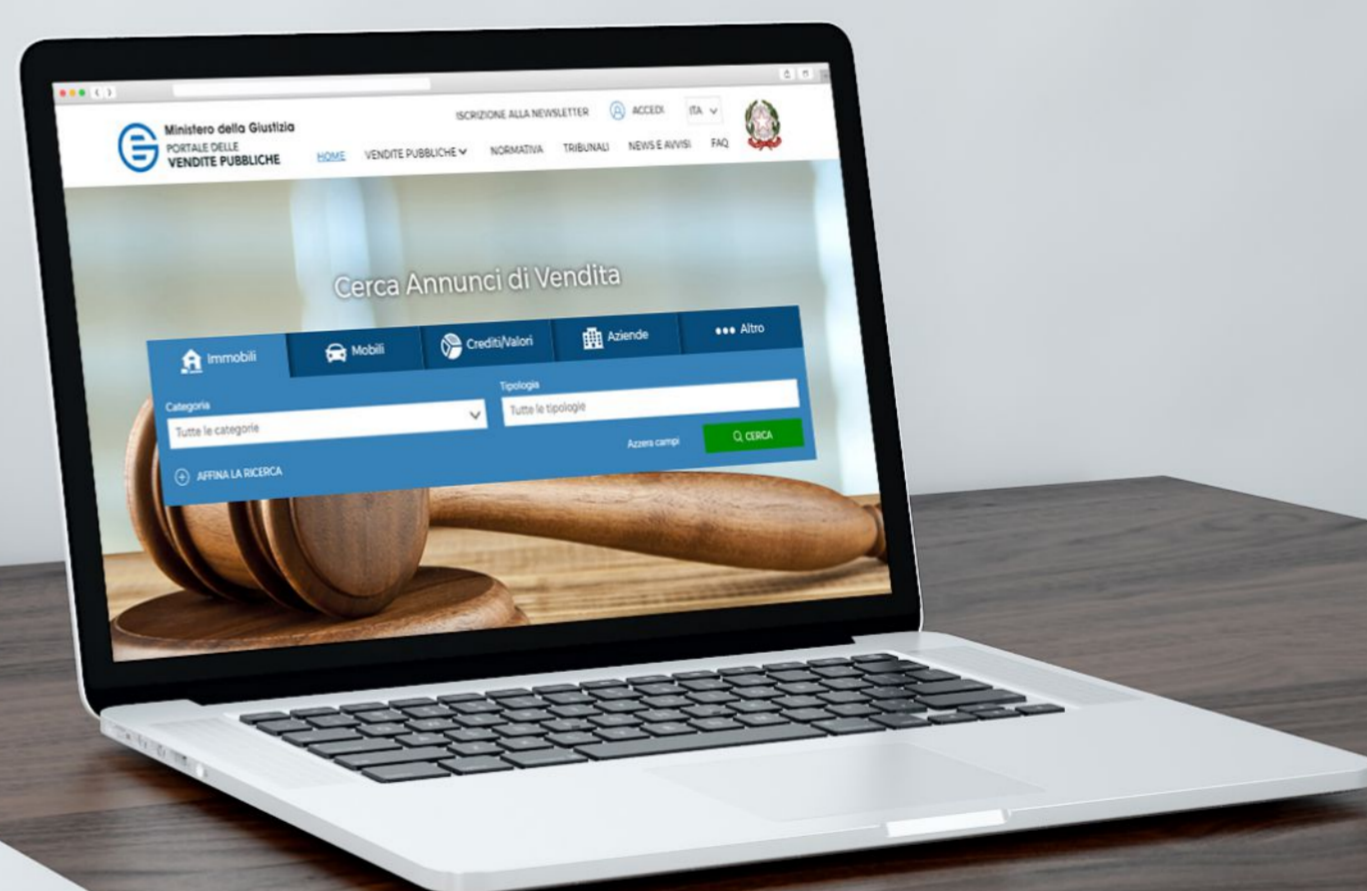 ISCRIZIONE ALLA NEWSLETTER ACCEDI ITA
Ministero della Giustizia
PORTALE DELLE
VENDITE PUBBLICHE
HOME VENDITE PUBBLICHE NORMATIVA TRIBUNALI NEWS E AVVISI FAQ
Cerca Annunci di Vendita
Immobili Mobili Crediti/Valori Aziende Altro
Categoria Tipologia
Tutte le categorie Tutte le tipologie
AFFINA LA RICERCA Azzera campi CERCA